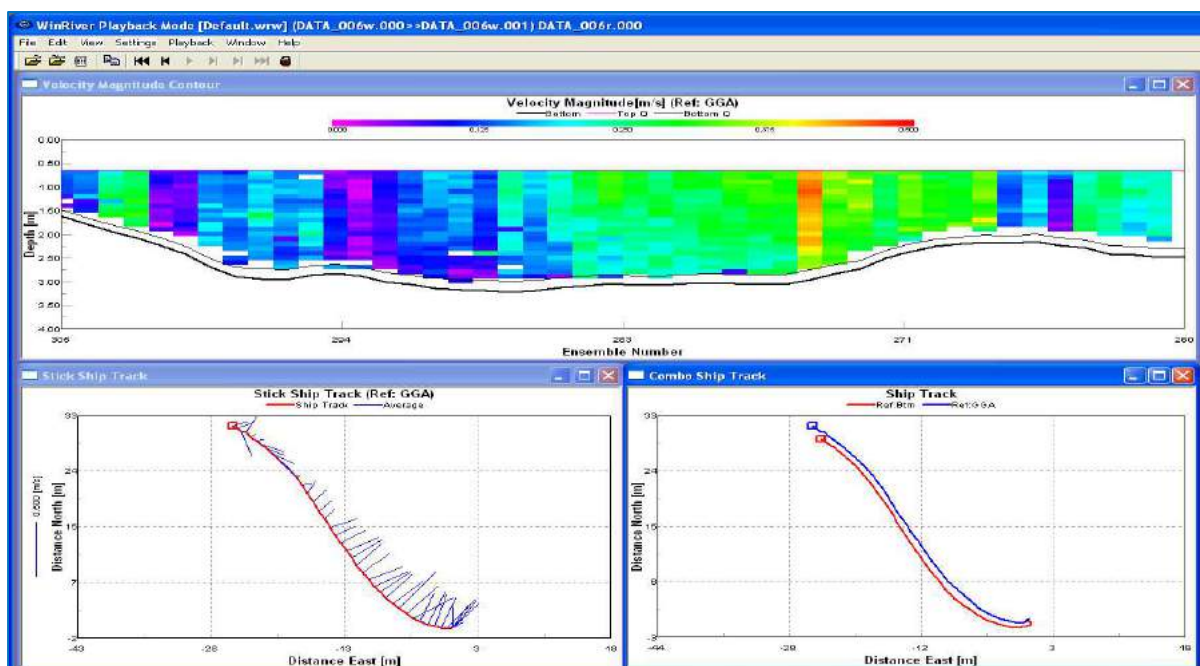 WinRiver Playback Mode [Default.wrw] (DATA_006w.000>>DATA_006w.001) DATA_006r.000
File Edit View Settings Playback Window Help
Velocity Magnitude Contour
Velocity Magnitude[m/s] (Ref: GGA)
Bottom Top Q Bottom Q
0.000 0.125 0.250 0.375 0.500
0.00
0.50
1.00
1.50
2.00
2.50
3.00
3.50
4.00
Depth [m]
306 294 283 271 260
Ensemble Number
Stick Ship Track
Stick Ship Track (Ref: GGA)
Ship Track Average
33
24
15
7
-2
0.500 [m/s]
Distance North [m]
-43 -28 -13 3 18
Distance East [m]
Combo Ship Track
Ship Track
Ref:Btm Ref:GGA
33
24
15
-2
Distance North [m]
-44 -28 -12 3 18
Distance East [m]